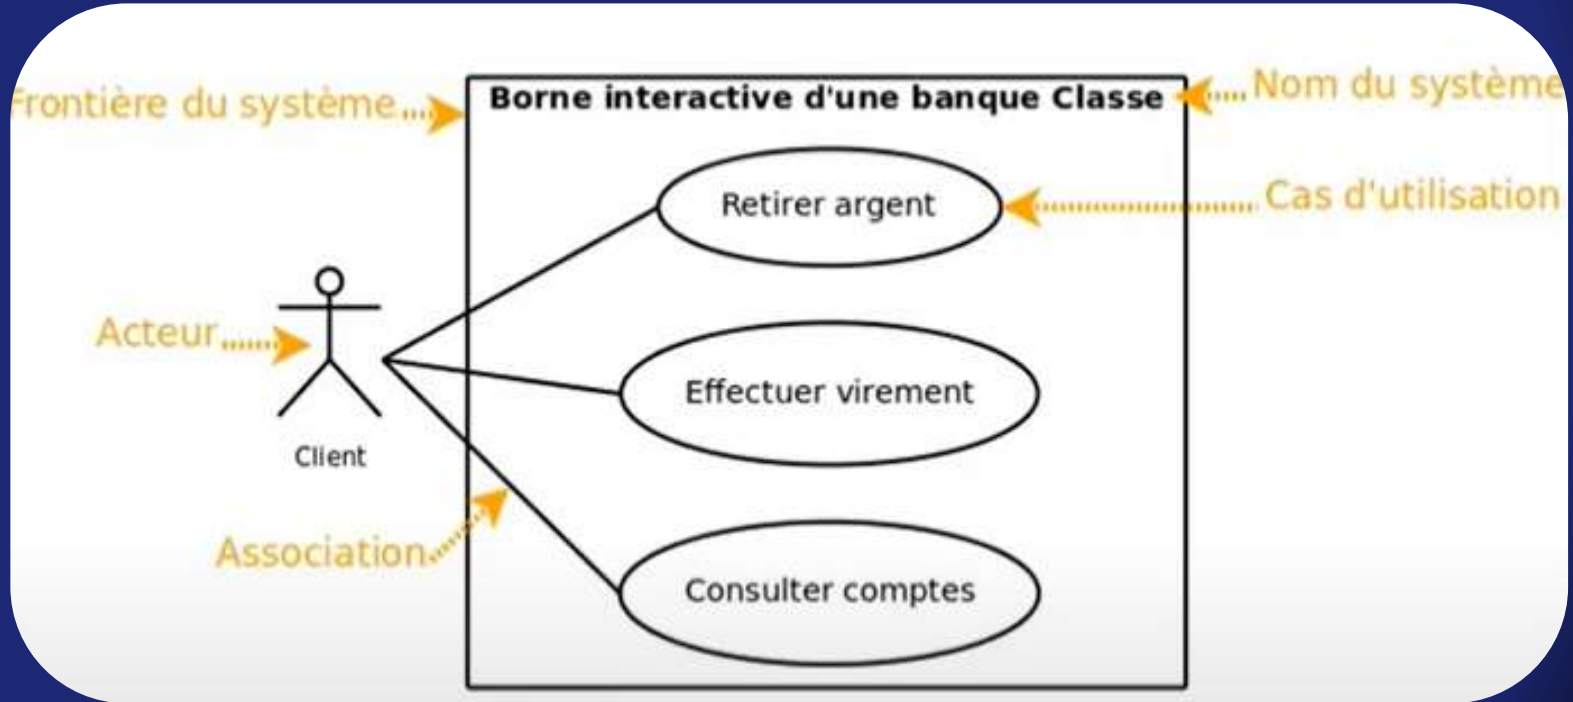 Frontière du système
Borne interactive d'une banque Classe
Nom du système
Retirer argent
Cas d'utilisation
Acteur
Effectuer virement
Client
Association
Consulter comptes